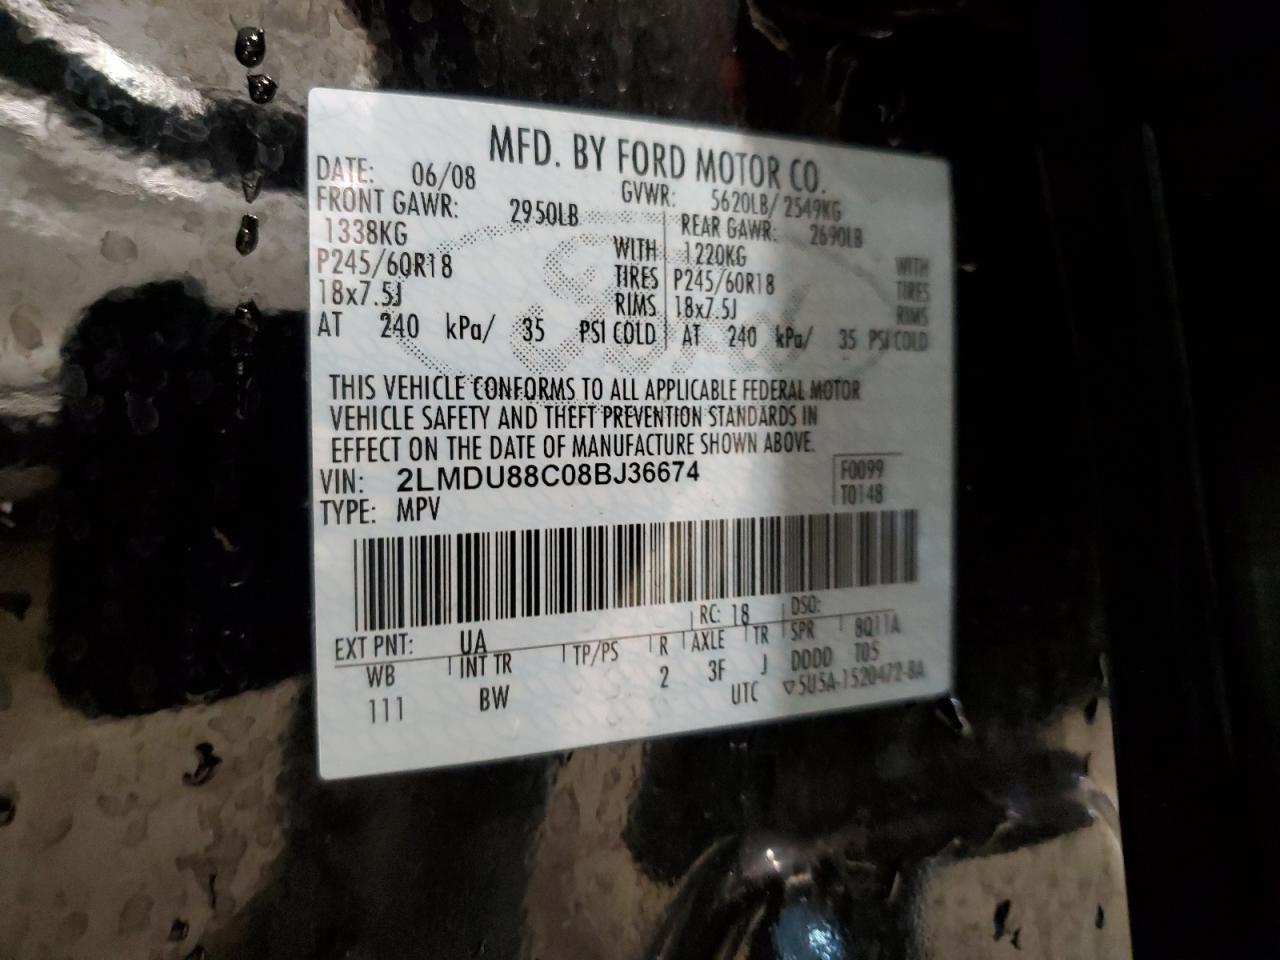 MFD. BY FORD MOTOR CO.
DATE: 06/08 GVWR: 5620LB/ 2549KG
FRONT GAWR: 2950LB REAR GAWR: 2690LB
1338KG WITH 1220KG WITH
P245/60R18 TIRES P245/60R18 TIRES
18x7.5J RIMS 18x7.5J RIMS
AT 240 kPa/ 35 PSI COLD AT 240 kPa/ 35 PSI COLD
THIS VEHICLE CONFORMS TO ALL APPLICABLE FEDERAL MOTOR
VEHICLE SAFETY AND THEFT PREVENTION STANDARDS IN
EFFECT ON THE DATE OF MANUFACTURE SHOWN ABOVE.
VIN: 2LMDU88C08BJ36674 F0099
TYPE: MPV T0148
RC: 18 DSO:
EXT PNT: UA
WB INT TR TP/PS R AXLE TR SPR 8Q11A
111 BW 2 3F J DDDD T05
UTC ▽5U5A-1520472-8A